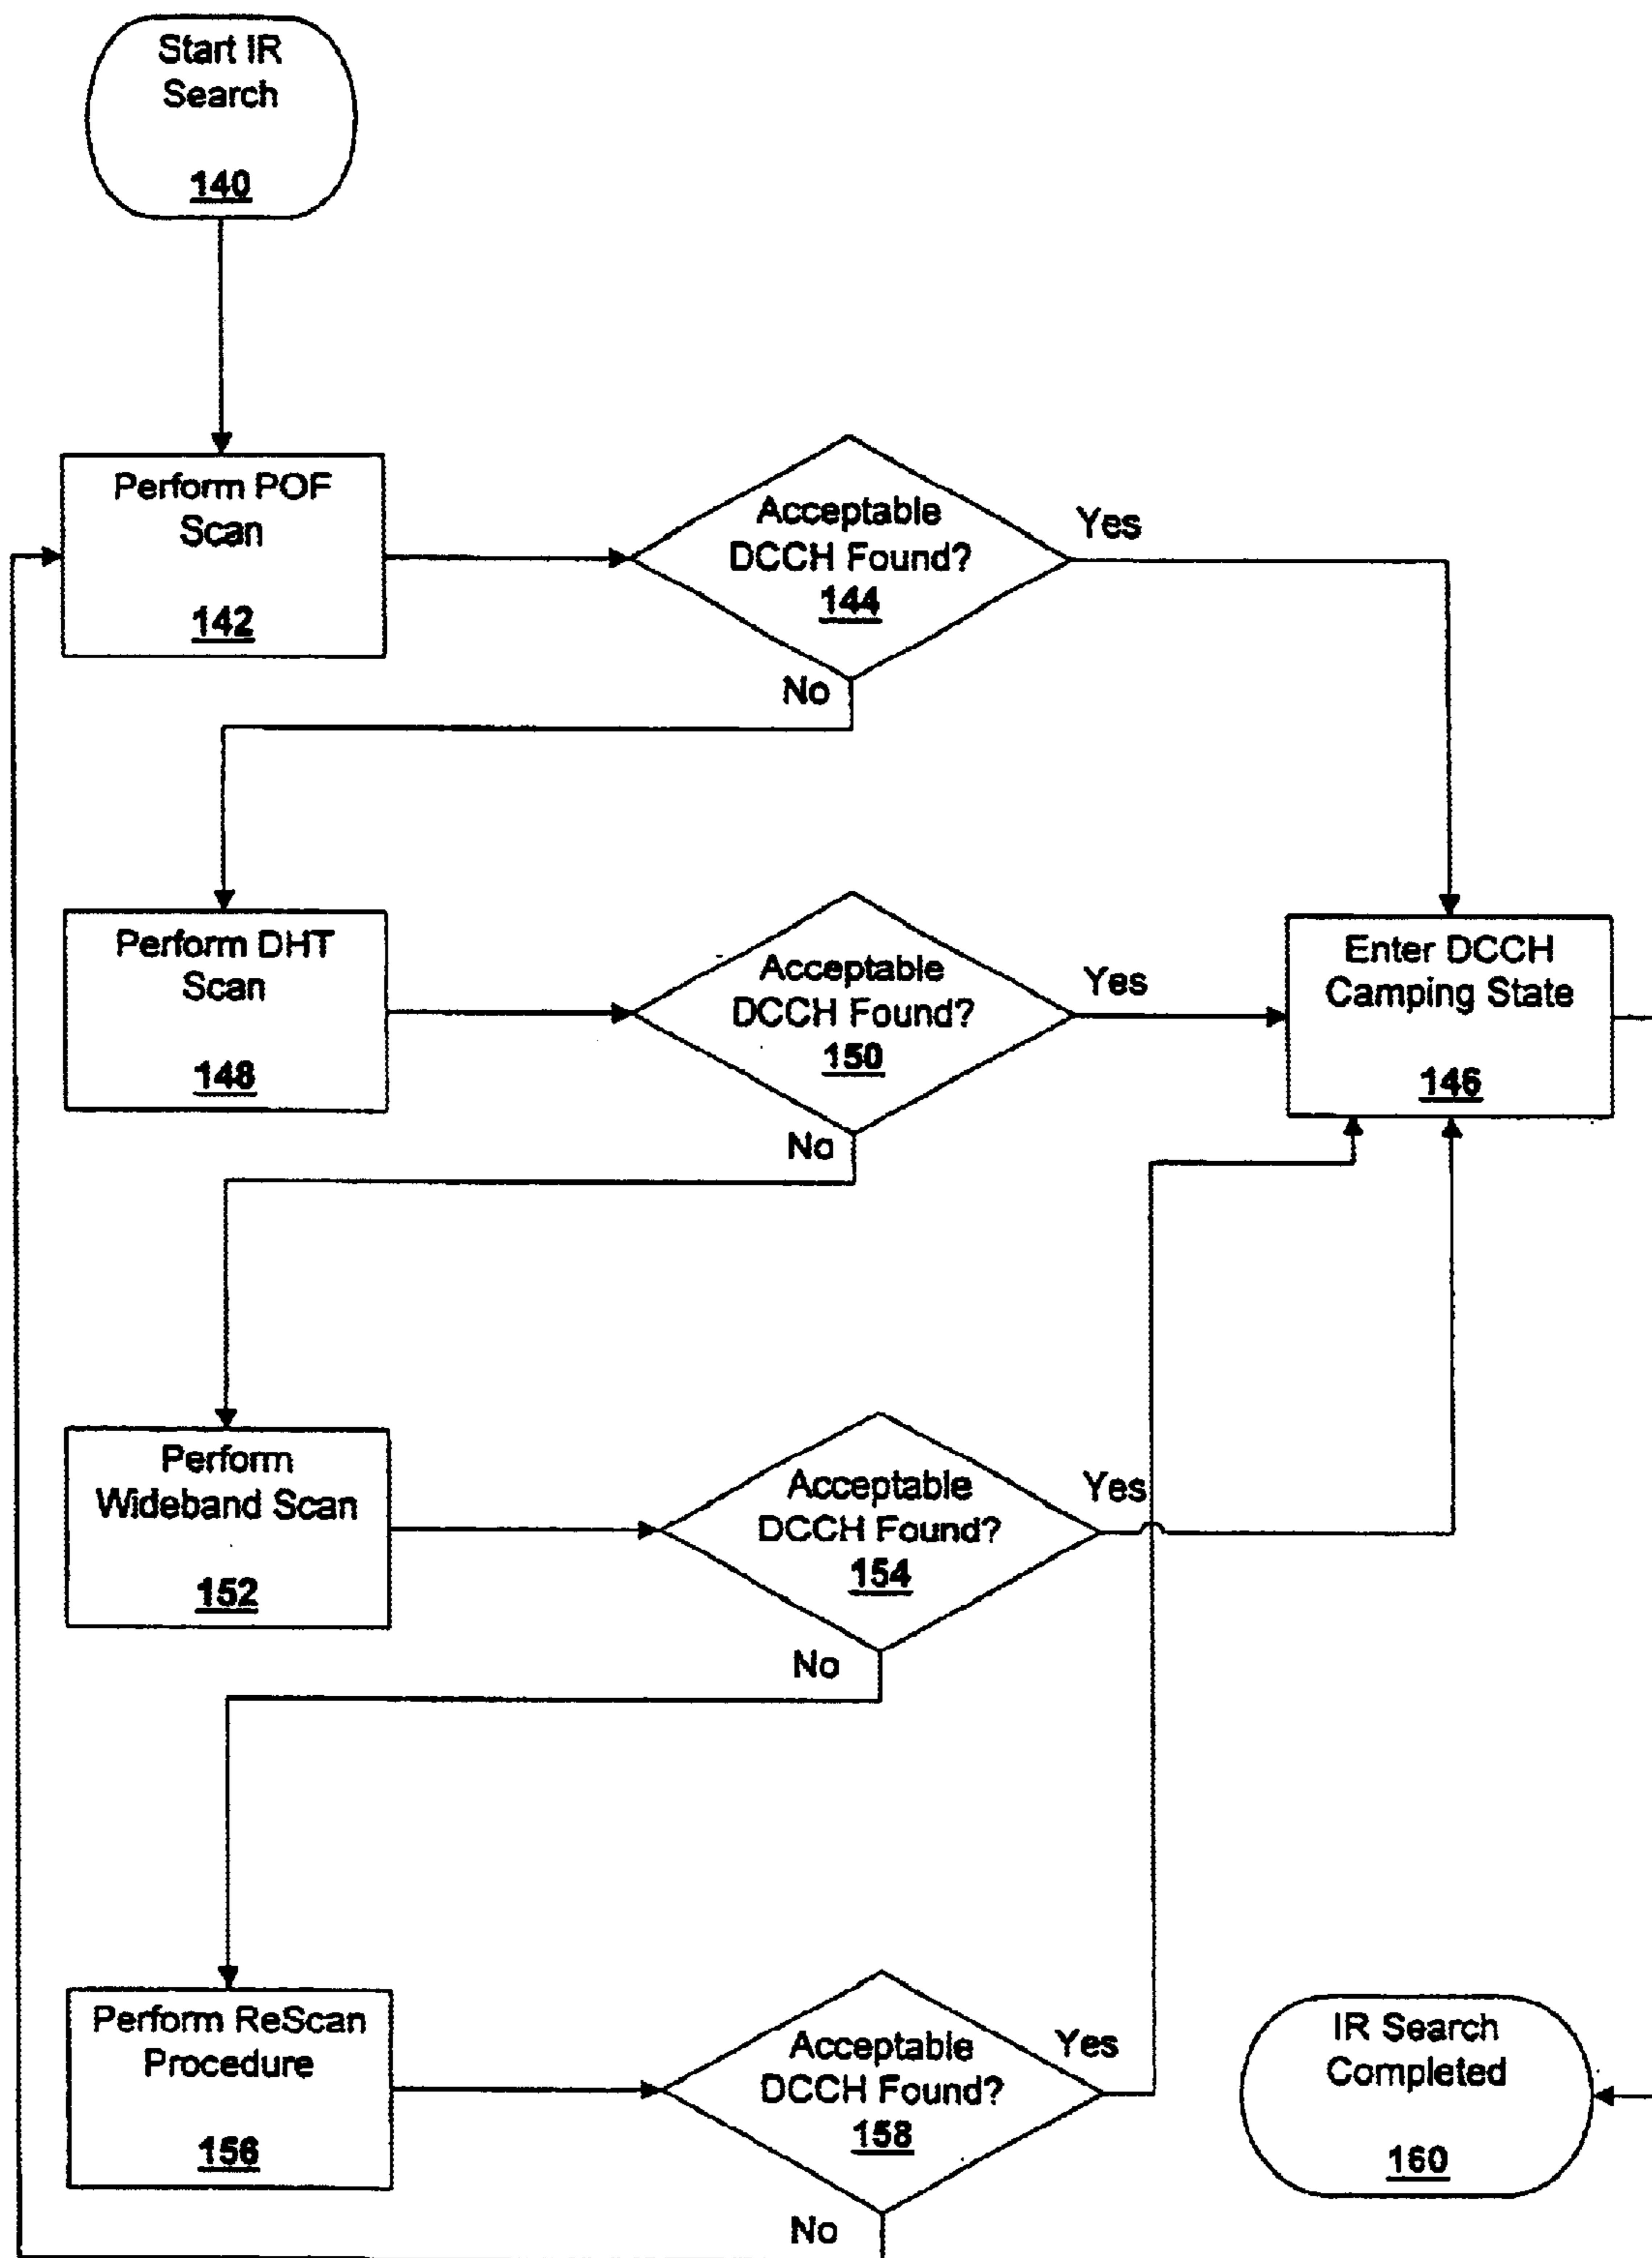 Start IR
Search
140
Perform POF
Scan
142
Acceptable
DCCH Found?
144
Yes
No
Perform DHT
Scan
148
Acceptable
DCCH Found?
150
Yes
No
Enter DCCH
Camping State
146
Perform
Wideband Scan
152
Acceptable
DCCH Found?
154
Yes
No
Perform ReScan
Procedure
156
Acceptable
DCCH Found?
158
Yes
No
IR Search
Completed
160